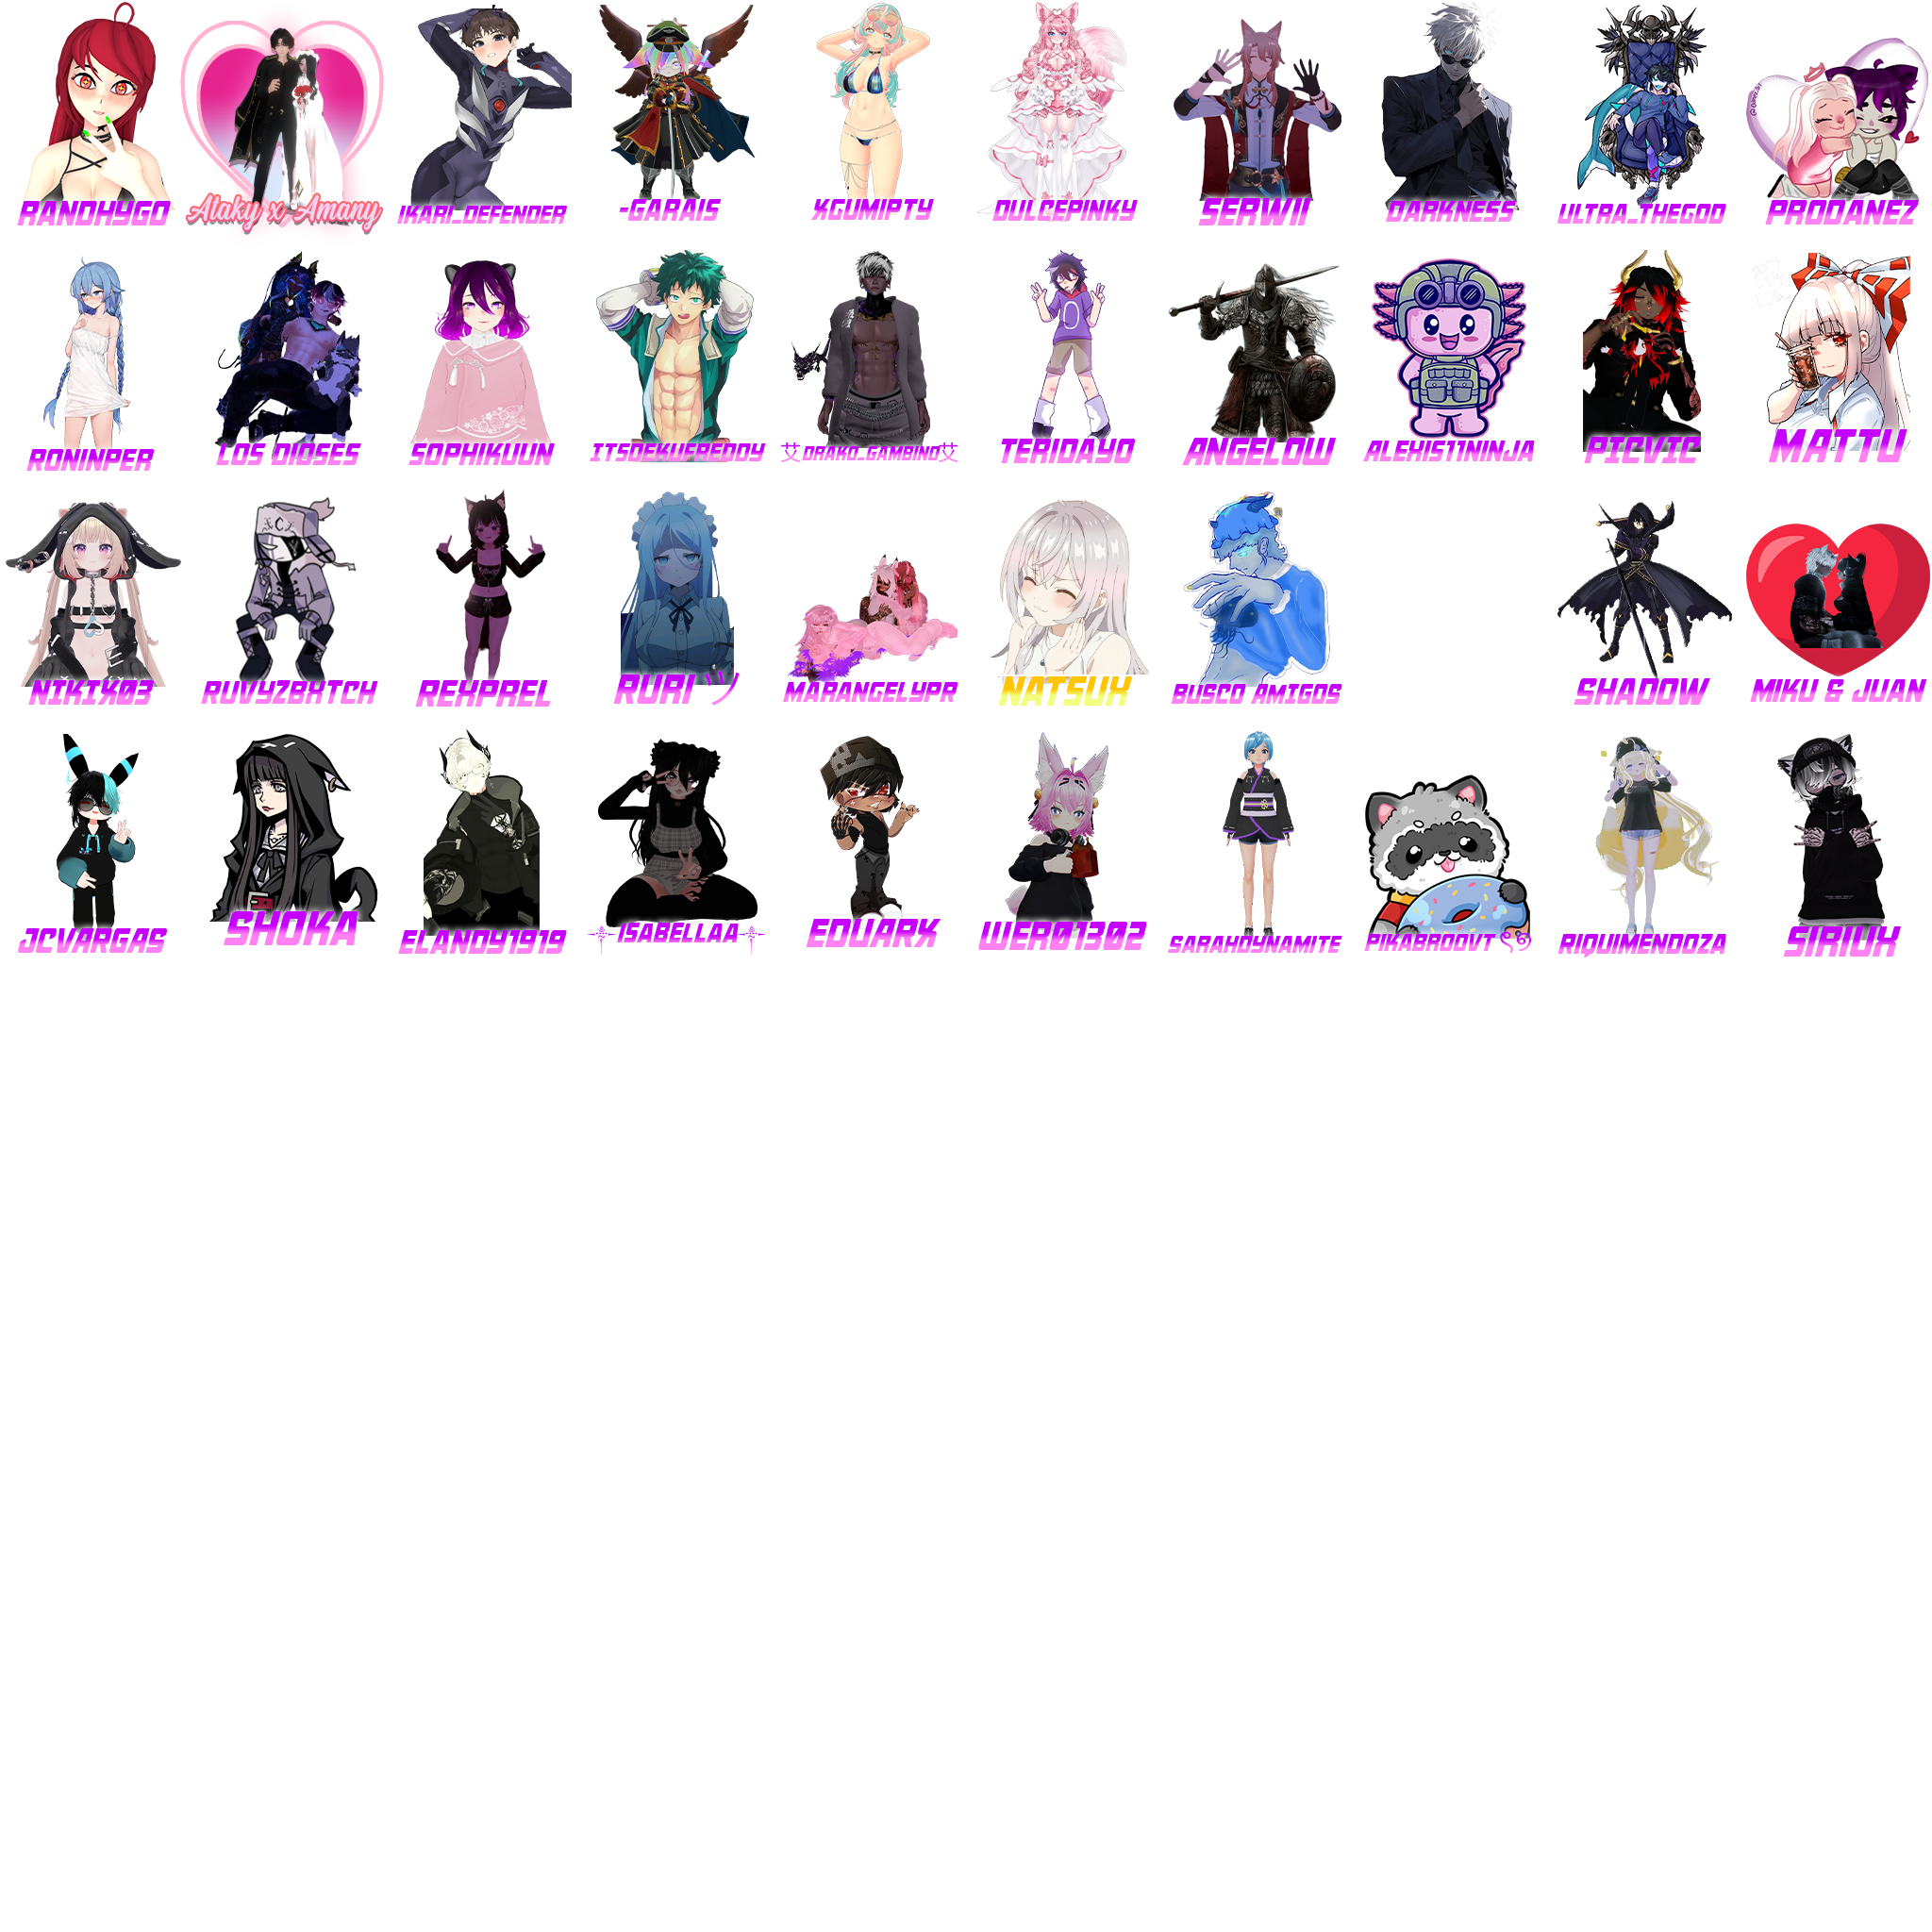 RANDHYGO
Ataky x Amany
IKARI_DEFENDER
-GARAIS
XGUMIPTY
DULCEPINKY
SERWII
DARKNESS
ULTRA_THEGOD
PRODANEZ
RONINPER
LOS DIOSES
SOPHIKUUN
ITSDEKUFREDDY
艾DRAKO_GAMBINO艾
TERIDAYO
ANGELOW
ALEXIS11NINJA
PICVIC
MATTU
NIKIX03
RUVYZBXTCH
REXPREL
RURI ツ
MARANGELYPR
NATSUX
BUSCO AMIGOS
SHADOW
MIKU & JUAN
JCVARGAS
SHOKA
ELANDY1919
ISABELLAA
EDUARX
WER01302
SARAHDYNAMITE
PIKABROOVT
RIQUIMENDOZA
SIRIUX